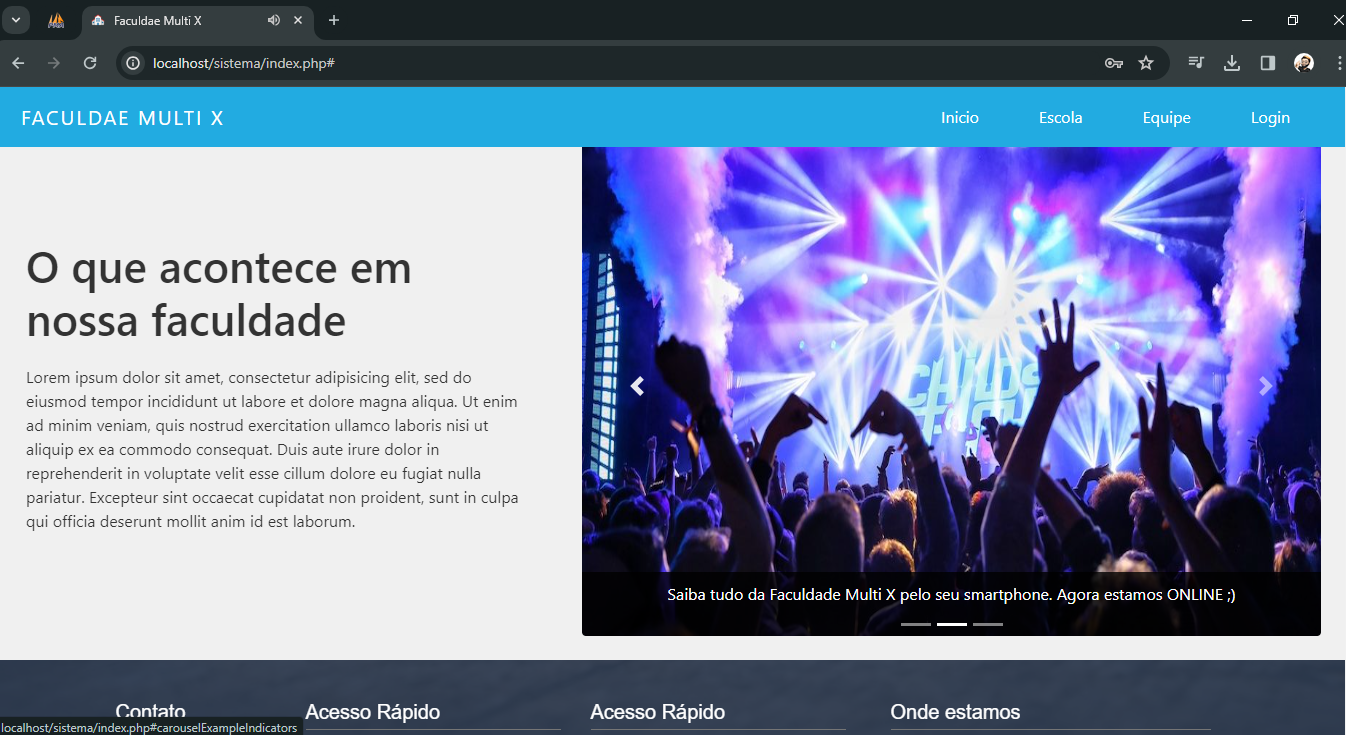 Faculdae Multi X
localhost/sistema/index.php#
FACULDAE MULTI X
Inicio
Escola
Equipe
Login
O que acontece em
nossa faculdade
Lorem ipsum dolor sit amet, consectetur adipisicing elit, sed do
eiusmod tempor incididunt ut labore et dolore magna aliqua. Ut enim
ad minim veniam, quis nostrud exercitation ullamco laboris nisi ut
aliquip ex ea commodo consequat. Duis aute irure dolor in
reprehenderit in voluptate velit esse cillum dolore eu fugiat nulla
pariatur. Excepteur sint occaecat cupidatat non proident, sunt in culpa
qui officia deserunt mollit anim id est laborum.
Saiba tudo da Faculdade Multi X pelo seu smartphone. Agora estamos ONLINE ;)
Contato
Acesso Rápido
Acesso Rápido
Onde estamos
localhost/sistema/index.php#carouselExampleIndicators